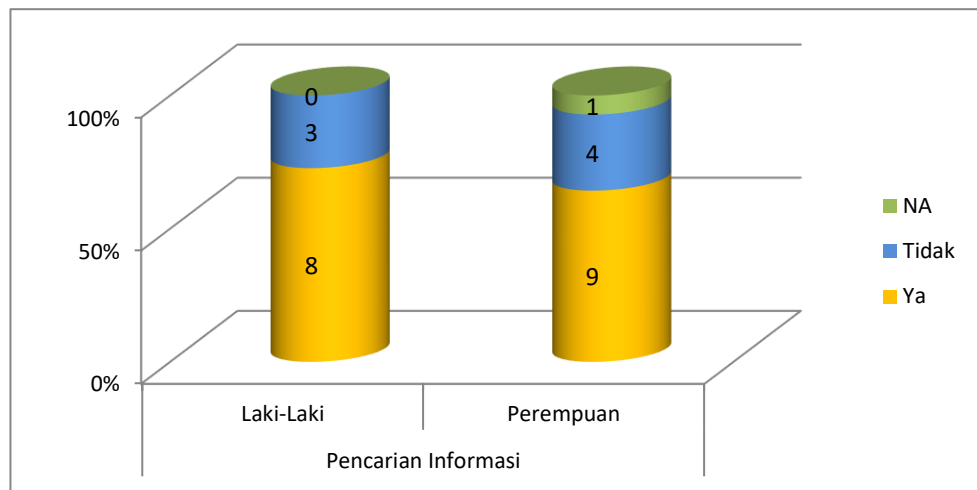 100%
50%
0%
0
3
8
1
4
9
NA
Tidak
Ya
Laki-Laki
Perempuan
Pencarian Informasi